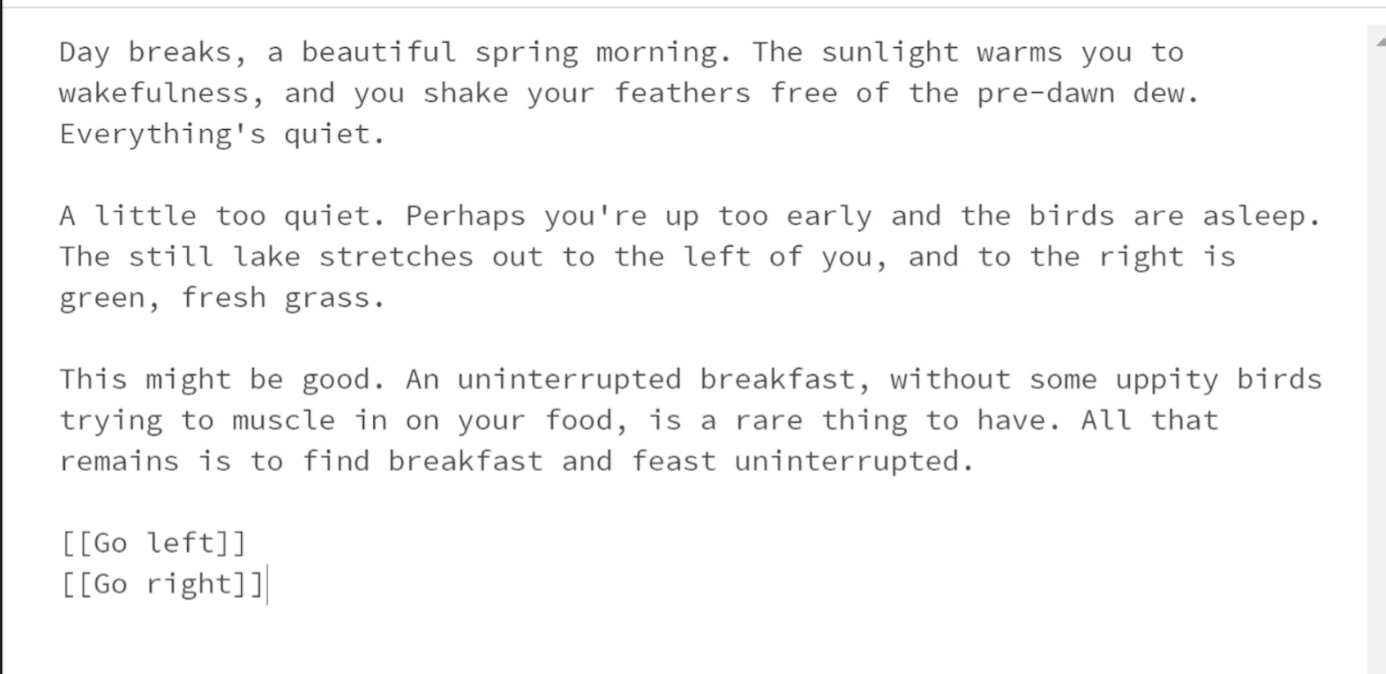 Day breaks, a beautiful spring morning. The sunlight warms you to
wakefulness, and you shake your feathers free of the pre-dawn dew.
Everything's quiet.
A little too quiet. Perhaps you're up too early and the birds are asleep.
The still lake stretches out to the left of you, and to the right is
green, fresh grass.
This might be good. An uninterrupted breakfast, without some uppity birds
trying to muscle in on your food, is a rare thing to have. All that
remains is to find breakfast and feast uninterrupted.
[[Go left]]
[[Go right]]